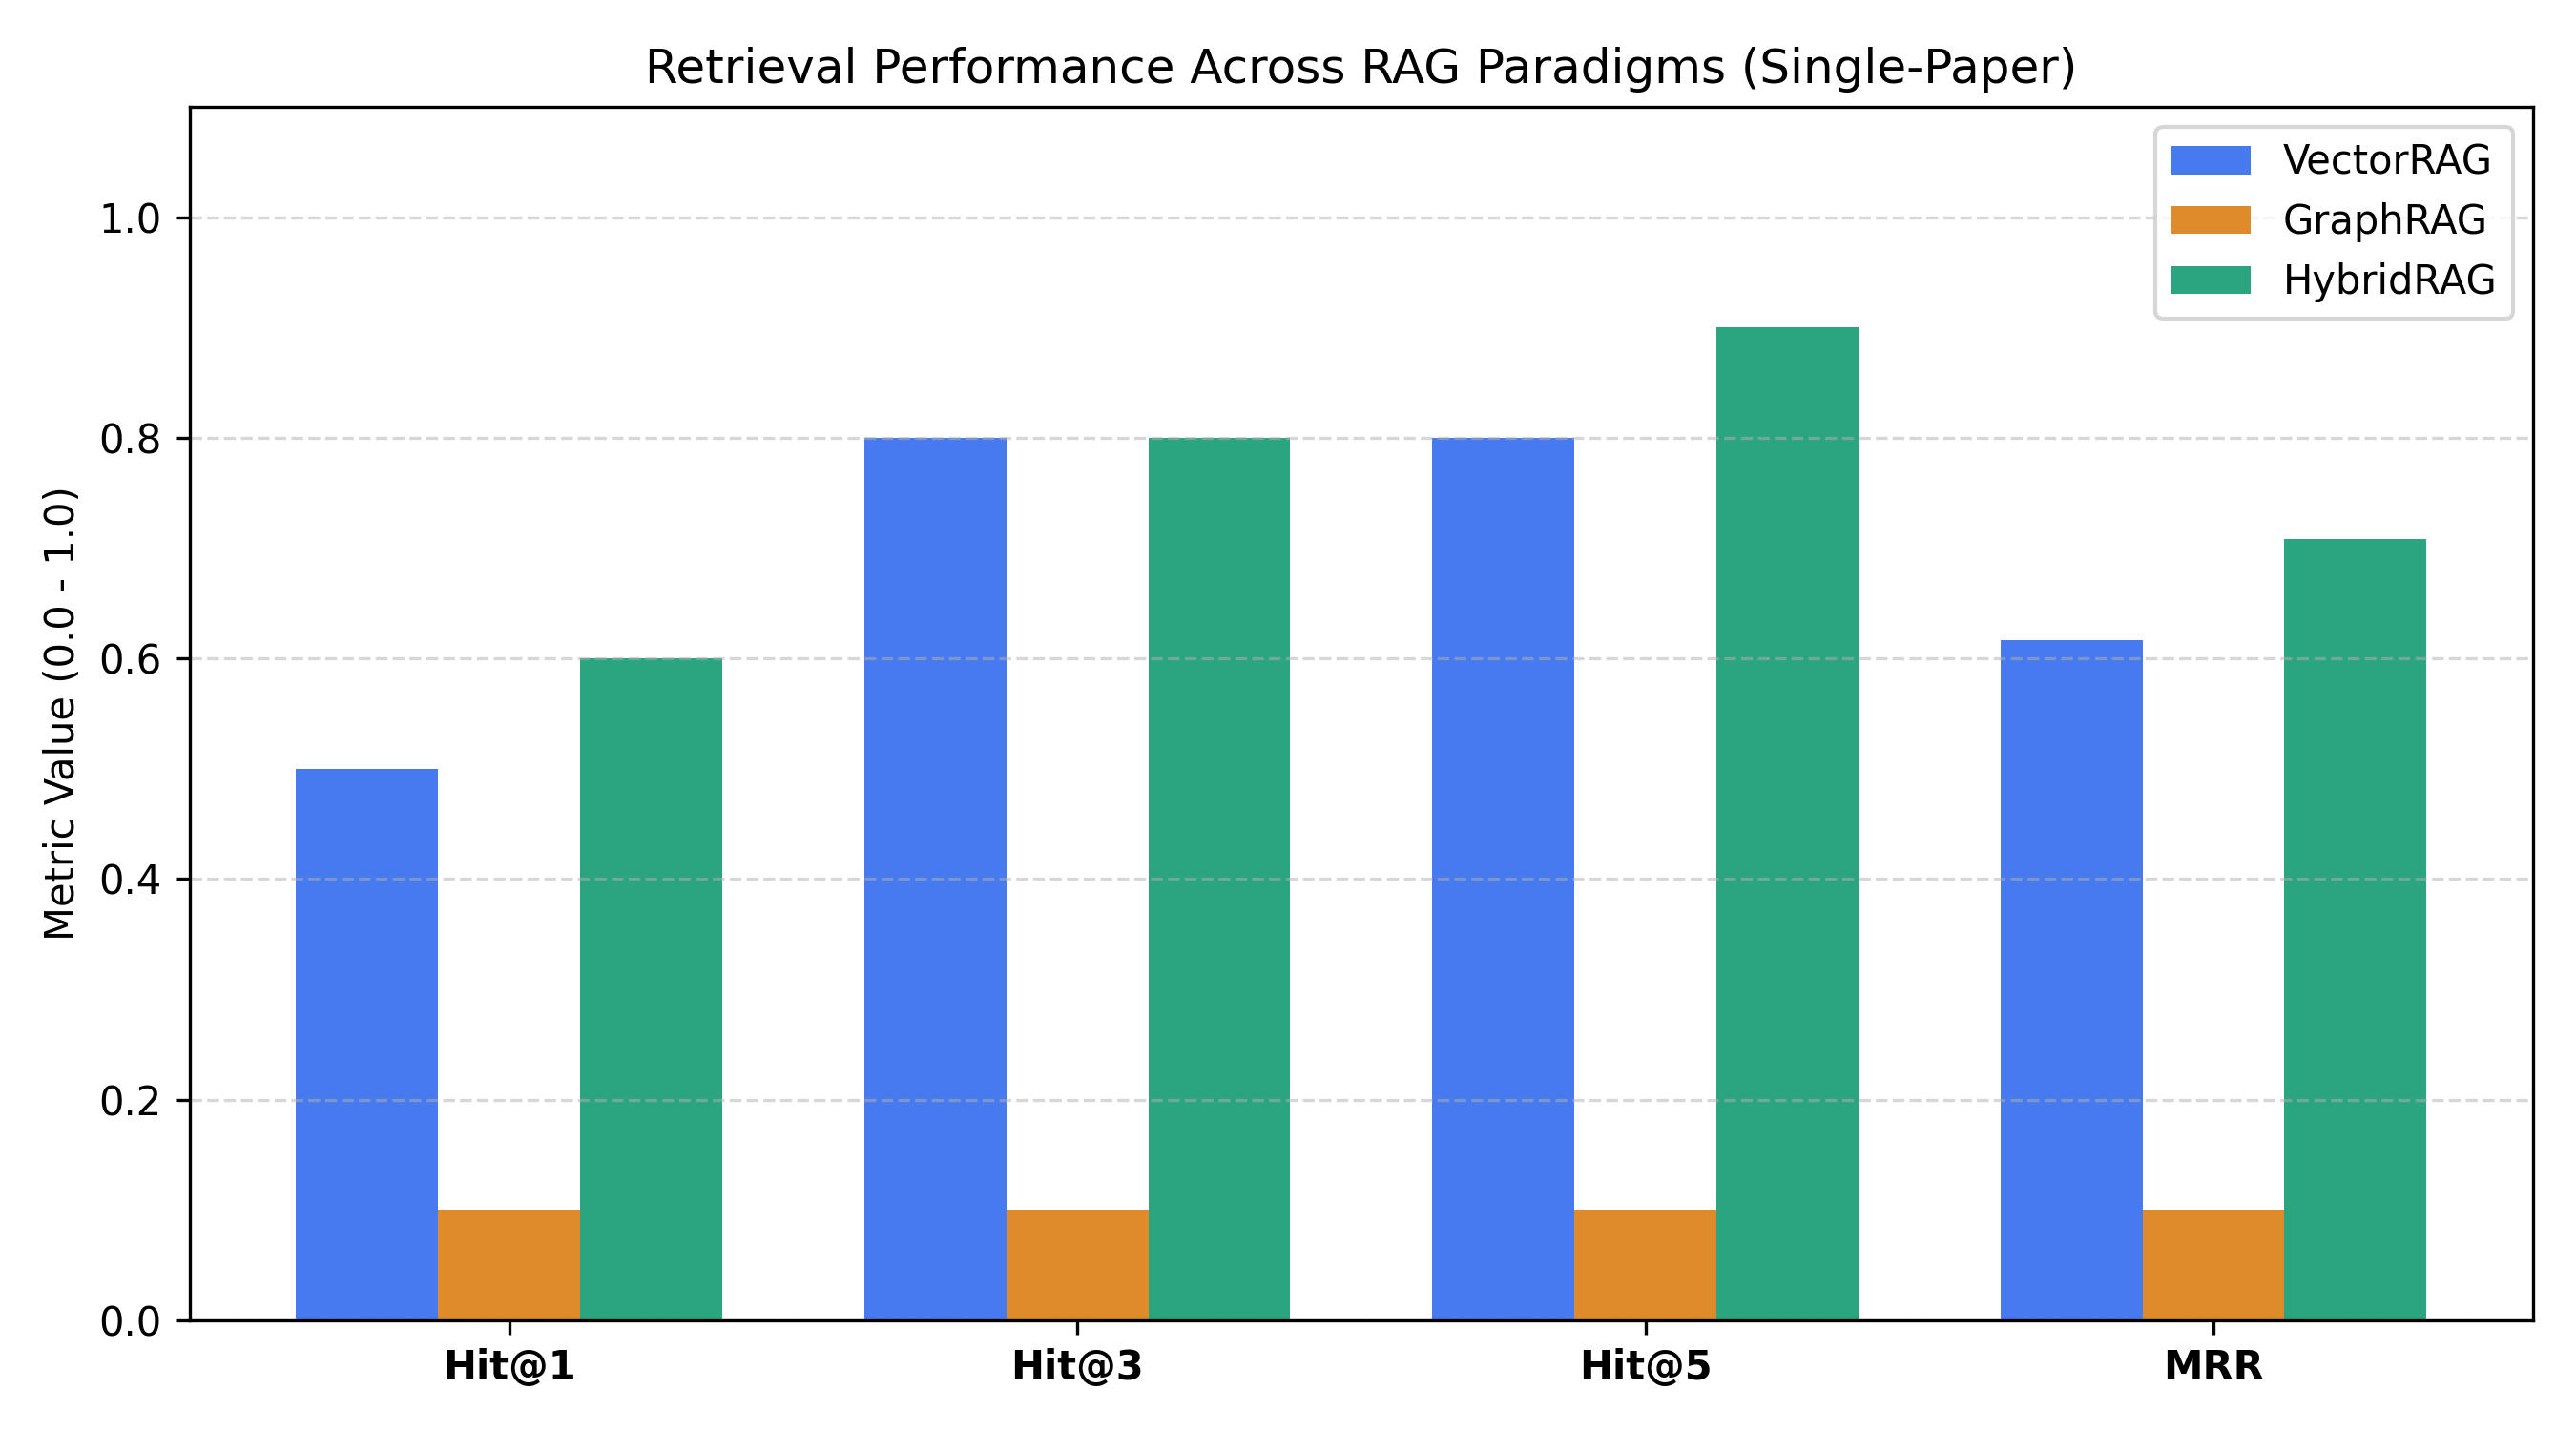 Retrieval Performance Across RAG Paradigms (Single-Paper)
VectorRAG
GraphRAG
HybridRAG
Metric Value (0.0 - 1.0)
1.0
0.8
0.6
0.4
0.2
0.0
Hit@1
Hit@3
Hit@5
MRR